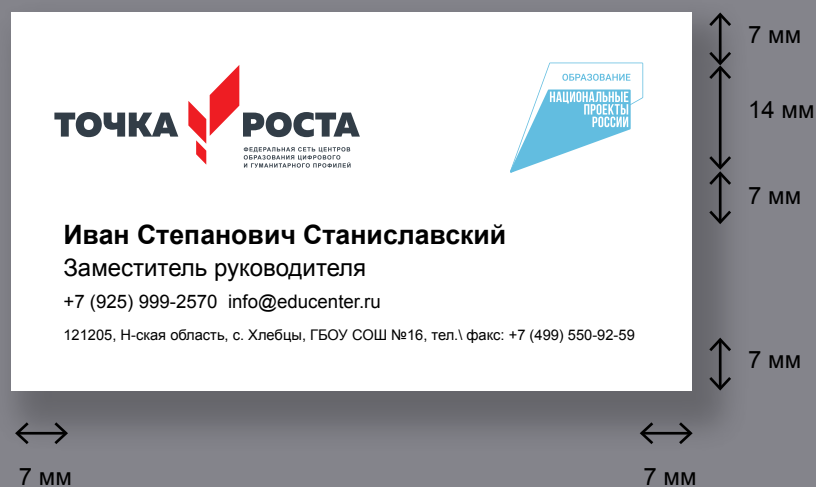 ТОЧКА РОСТА
ФЕДЕРАЛЬНАЯ СЕТЬ ЦЕНТРОВ
ОБРАЗОВАНИЯ ЦИФРОВОГО
И ГУМАНИТАРНОГО ПРОФИЛЕЙ
ОБРАЗОВАНИЕ
НАЦИОНАЛЬНЫЕ
ПРОЕКТЫ
РОССИИ
Иван Степанович Станиславский
Заместитель руководителя
+7 (925) 999-2570 info@educenter.ru
121205, Н-ская область, с. Хлебцы, ГБОУ СОШ №16, тел.\ факс: +7 (499) 550-92-59
7 мм
14 мм
7 мм
7 мм
7 мм
7 мм